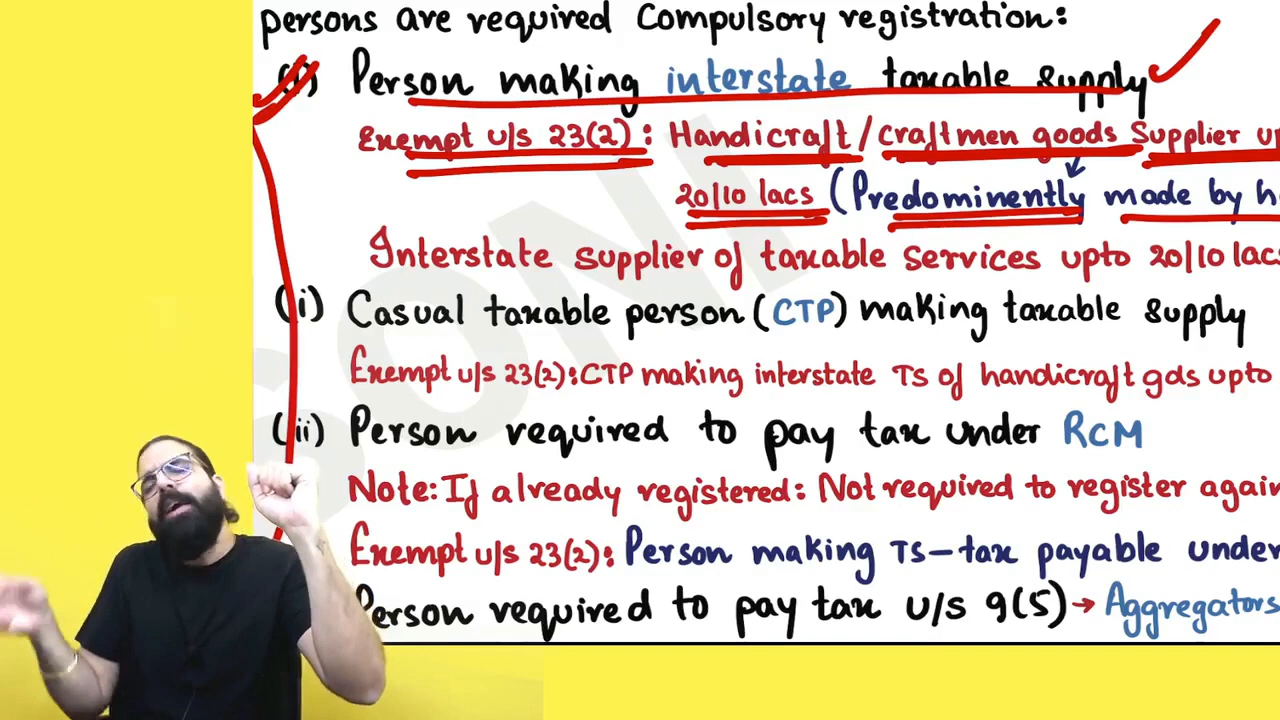 persons are required Compulsory registration:
(i) Person making interstate taxable supply
Exempt u/s 23(2): Handicraft/craftmen goods Supplier up
20/10 lacs (Predominently made by h
Interstate supplier of taxable services upto 20/10 lacs
(i) Casual taxable person (CTP) making taxable supply
Exempt u/s 23(2): CTP making interstate TS of handicraft gds upto
(ii) Person required to pay tax under RCM
Note: If already registered: Not required to register again
Exempt u/s 23(2): Person making TS-tax payable under
Person required to pay tax u/s 9(5) → Aggregators
SONI